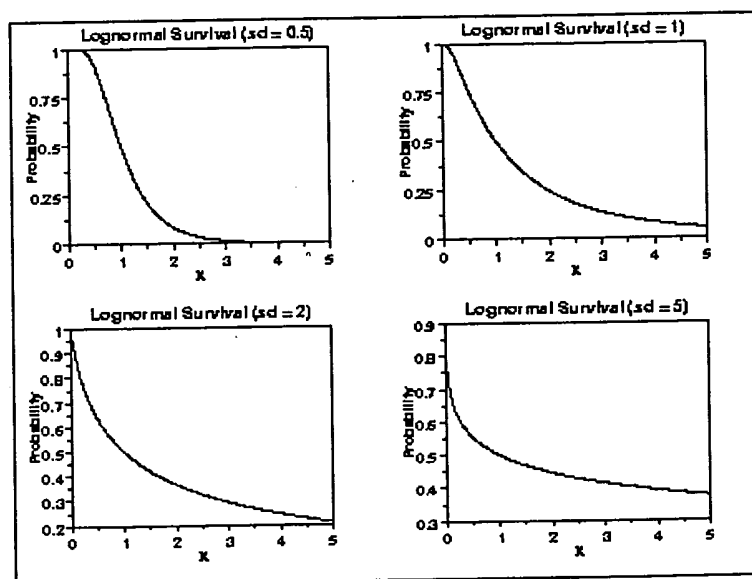 Lognormal Survival (sd = 0.5)
1
0.75
0.5
0.25
0
Probability
0 1 2 3 4 5
X
Lognormal Survival (sd = 1)
1
0.75
0.5
0.25
0
Probability
0 1 2 3 4 5
X
Lognormal Survival (sd = 2)
1
0.9
0.8
0.7
0.6
0.5
0.4
0.3
0.2
Probability
0 1 2 3 4 5
X
Lognormal Survival (sd = 5)
0.9
0.8
0.7
0.6
0.5
0.4
0.3
Probability
0 1 2 3 4 5
X